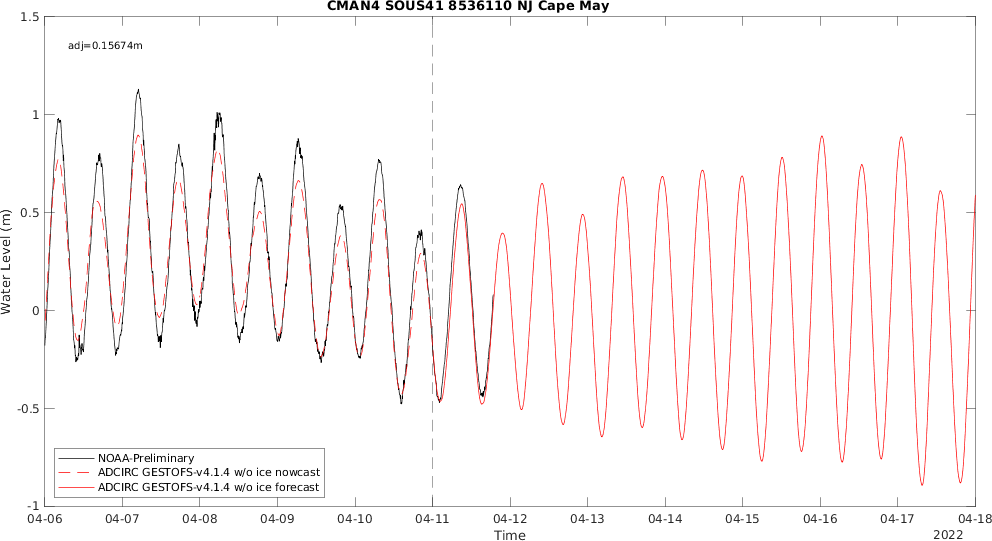 CMAN4 SOUS41 8536110 NJ Cape May
adj=0.15674m
Water Level (m)
1.5
1
0.5
0
-0.5
-1
NOAA-Preliminary
ADCIRC GESTOFS-v4.1.4 w/o ice nowcast
ADCIRC GESTOFS-v4.1.4 w/o ice forecast
04-06 04-07 04-08 04-09 04-10 04-11 04-12 04-13 04-14 04-15 04-16 04-17 04-18
Time
2022